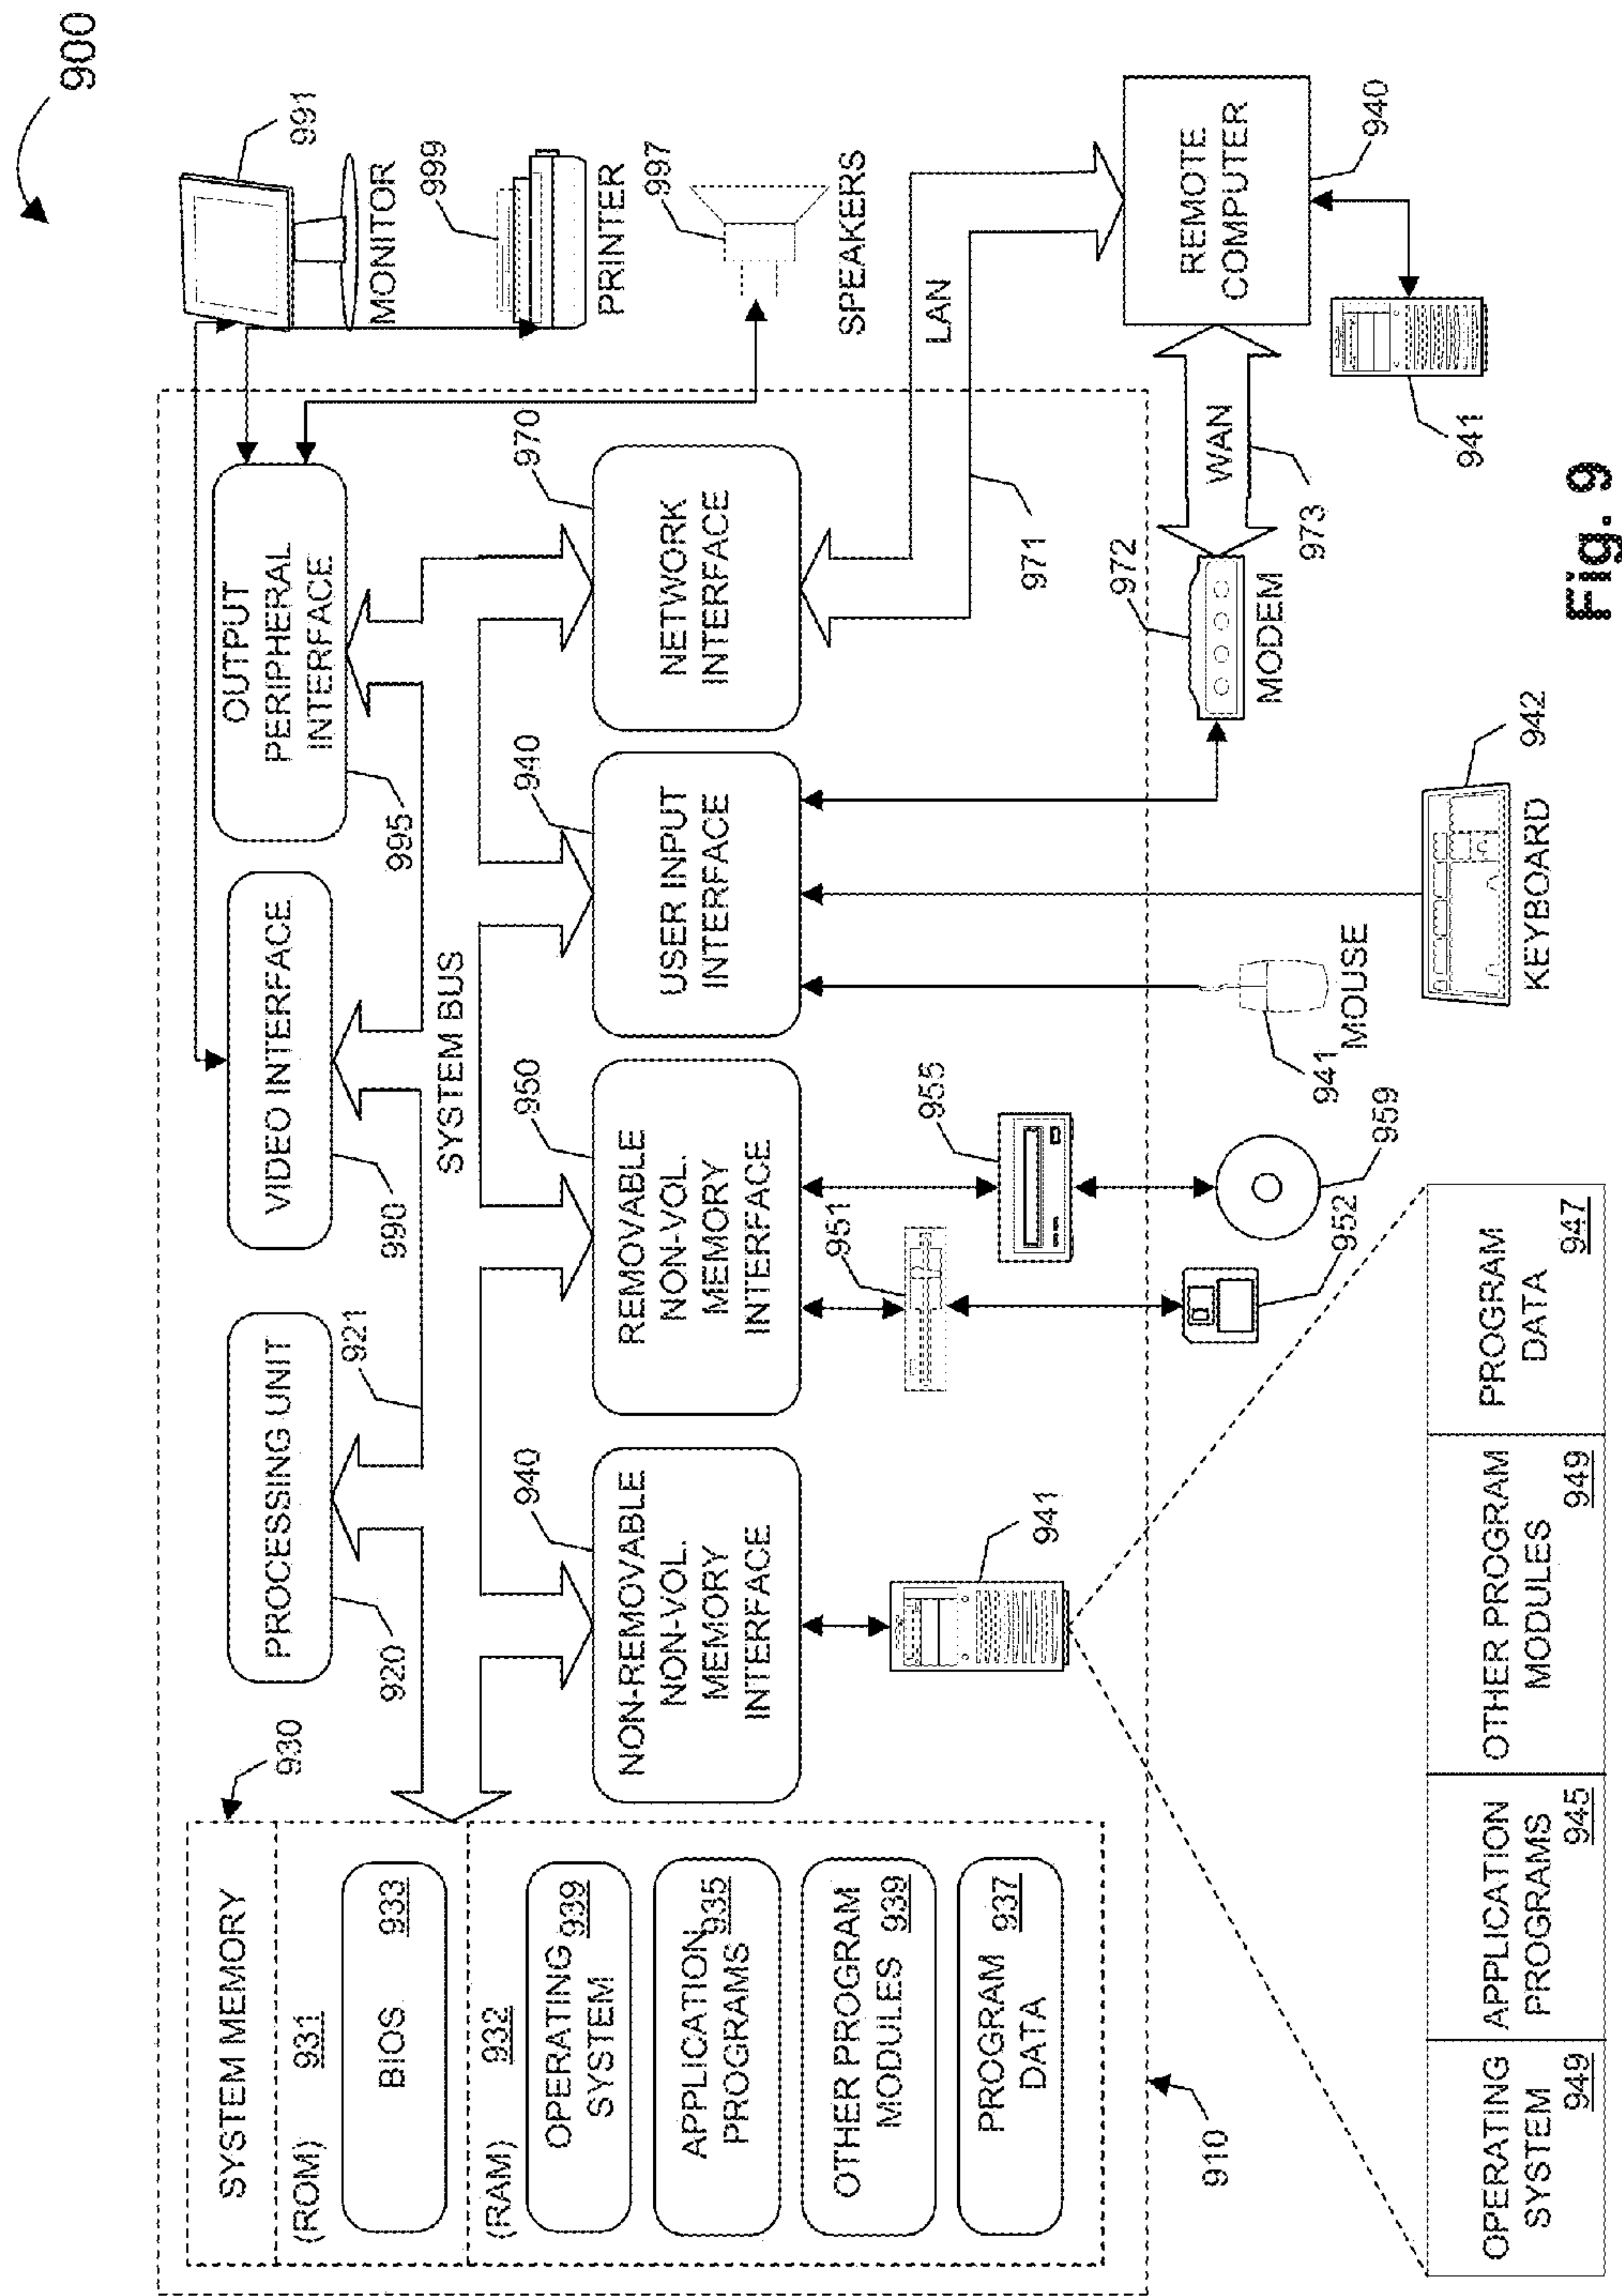 900
SYSTEM MEMORY
930
(ROM) 931
BIOS 933
(RAM) 932
OPERATING
SYSTEM
939
APPLICATION
PROGRAMS
935
OTHER PROGRAM
MODULES 939
PROGRAM
DATA
937
PROCESSING UNIT
920
921
VIDEO INTERFACE
990
OUTPUT
PERIPHERAL
INTERFACE
995
SYSTEM BUS
991
MONITOR
999
PRINTER
997
SPEAKERS
NON-REMOVABLE
NON-VOL.
MEMORY
INTERFACE
940
REMOVABLE
NON-VOL.
MEMORY
INTERFACE
950
USER INPUT
INTERFACE
940
NETWORK
INTERFACE
970
LAN
971
941
951
955
952
959
941
MOUSE
942
KEYBOARD
972
MODEM
WAN
973
REMOTE
COMPUTER
940
941
910
OPERATING
SYSTEM 949
APPLICATION
PROGRAMS 945
OTHER PROGRAM
MODULES 949
PROGRAM
DATA 947
Fig. 9